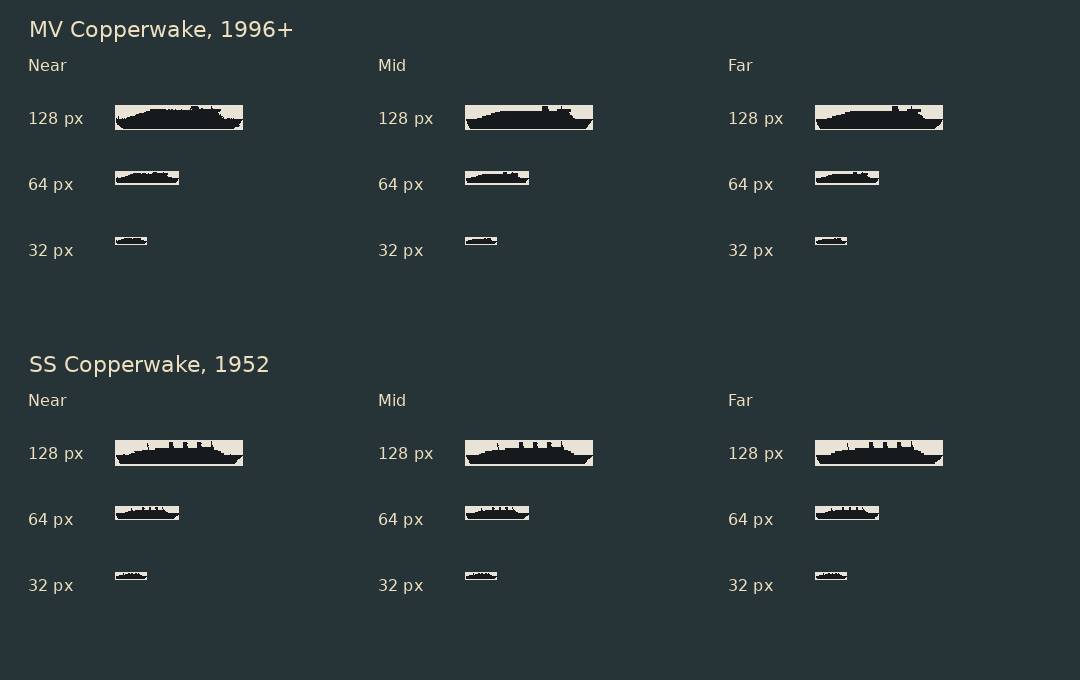 MV Copperwake, 1996+
Near Mid Far
128 px 128 px 128 px
64 px 64 px 64 px
32 px 32 px 32 px
SS Copperwake, 1952
Near Mid Far
128 px 128 px 128 px
64 px 64 px 64 px
32 px 32 px 32 px